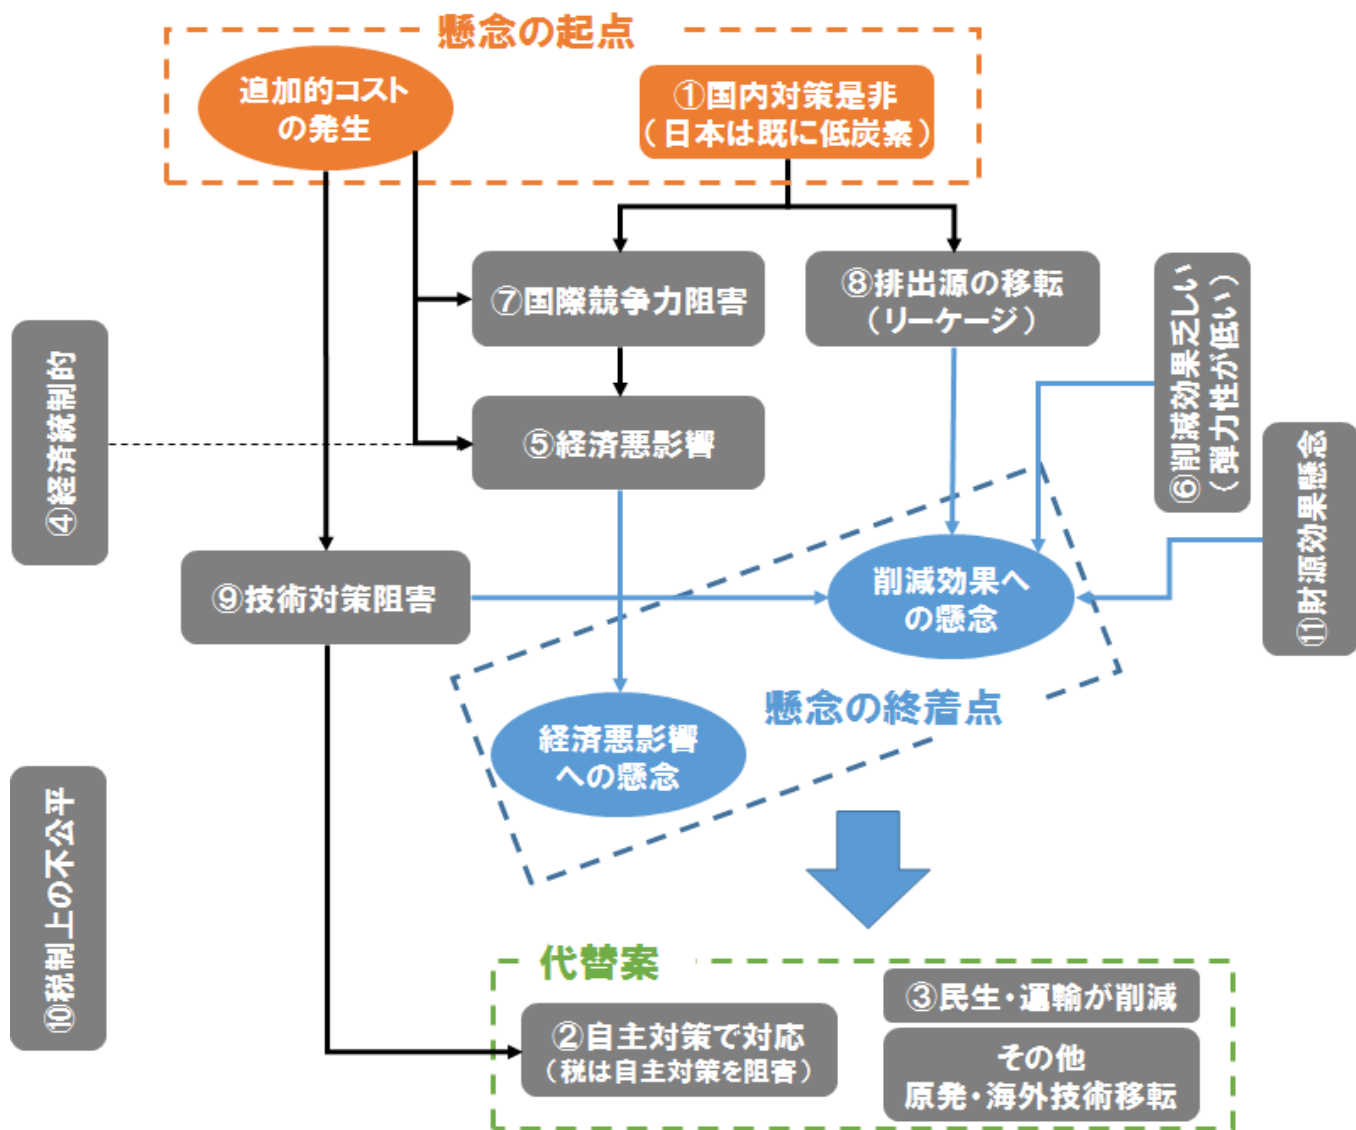 懸念の起点
追加的コスト
の発生
①国内対策是非
(日本は既に低炭素)
⑦国際競争力阻害
⑧排出源の移転
(リーケージ)
⑥削減効果乏しい
(弾力性が低い)
④経済統制的
⑤経済悪影響
⑪財源効果懸念
⑨技術対策阻害
削減効果へ
の懸念
懸念の終着点
経済悪影響
への懸念
⑩税制上の不公平
代替案
②自主対策で対応
(税は自主対策を阻害)
③民生・運輸が削減
その他
原発・海外技術移転